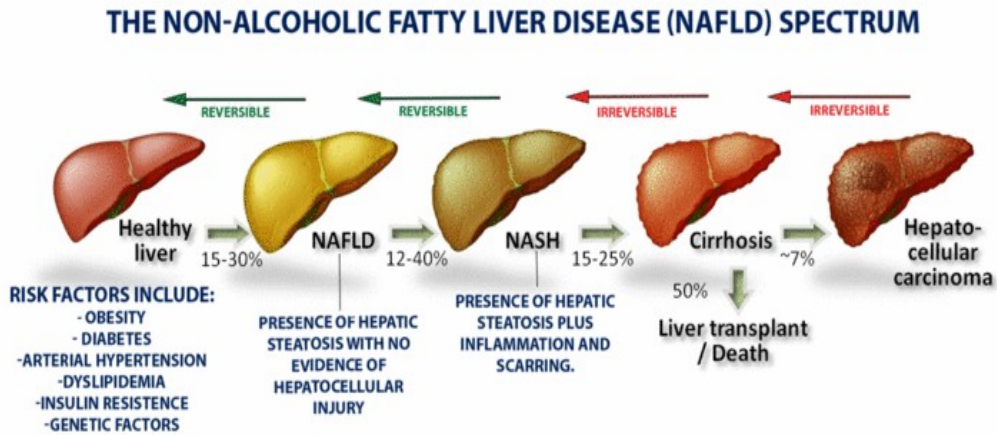 THE NON-ALCOHOLIC FATTY LIVER DISEASE (NAFLD) SPECTRUM
REVERSIBLE
REVERSIBLE
IRREVERSIBLE
IRREVERSIBLE
Healthy
liver
15-30%
NAFLD
12-40%
NASH
15-25%
Cirrhosis
~7%
Hepato-
cellular
carcinoma
50%
Liver transplant
/ Death
RISK FACTORS INCLUDE:
- OBESITY
- DIABETES
-ARTERIAL HYPERTENSION
-DYSLIPIDEMIA
-INSULIN RESISTENCE
-GENETIC FACTORS
PRESENCE OF HEPATIC
STEATOSIS WITH NO
EVIDENCE OF
HEPATOCELLULAR
INJURY
PRESENCE OF HEPATIC
STEATOSIS PLUS
INFLAMMATION AND
SCARRING.